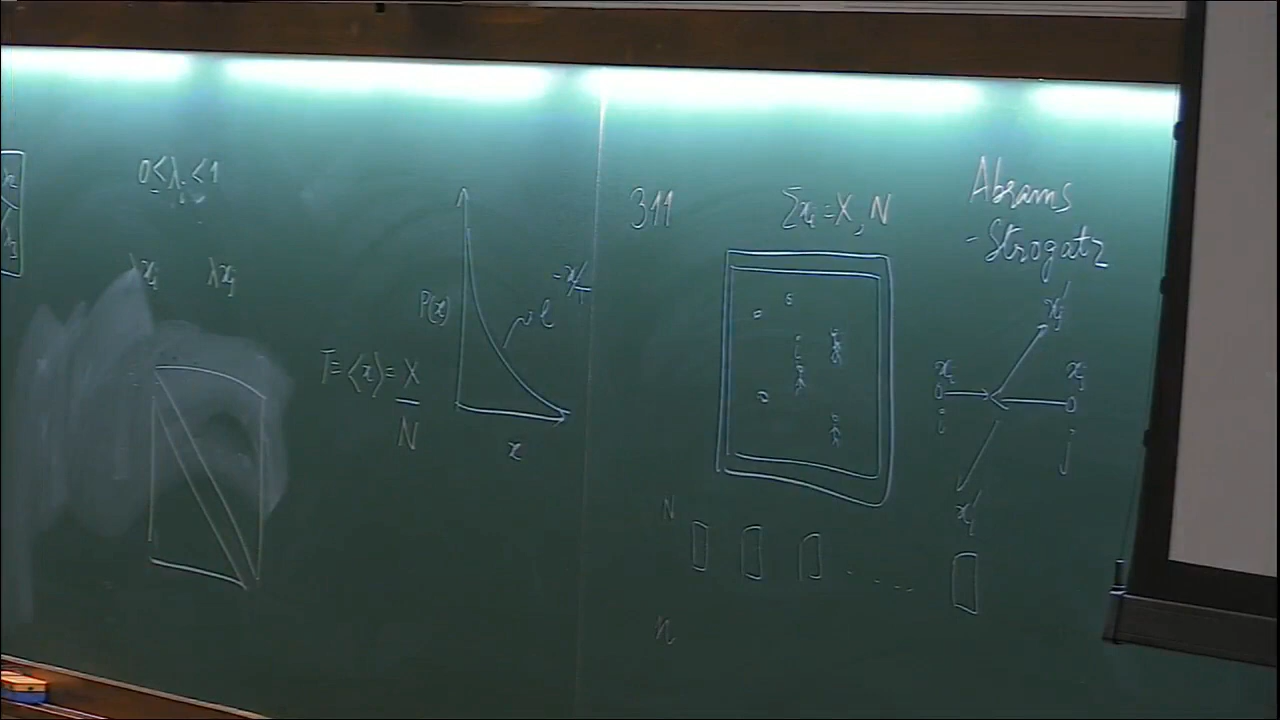 0<λᵢ<1
λxᵢ λxⱼ
T=⟨x⟩=X/N
P(x)
e^{-x/T}
x
311
Σxᵢ=X, N
Abrams
-Strogatz
xᵢ
i
xⱼ'
xⱼ
j
xᵢ'
N
....
n